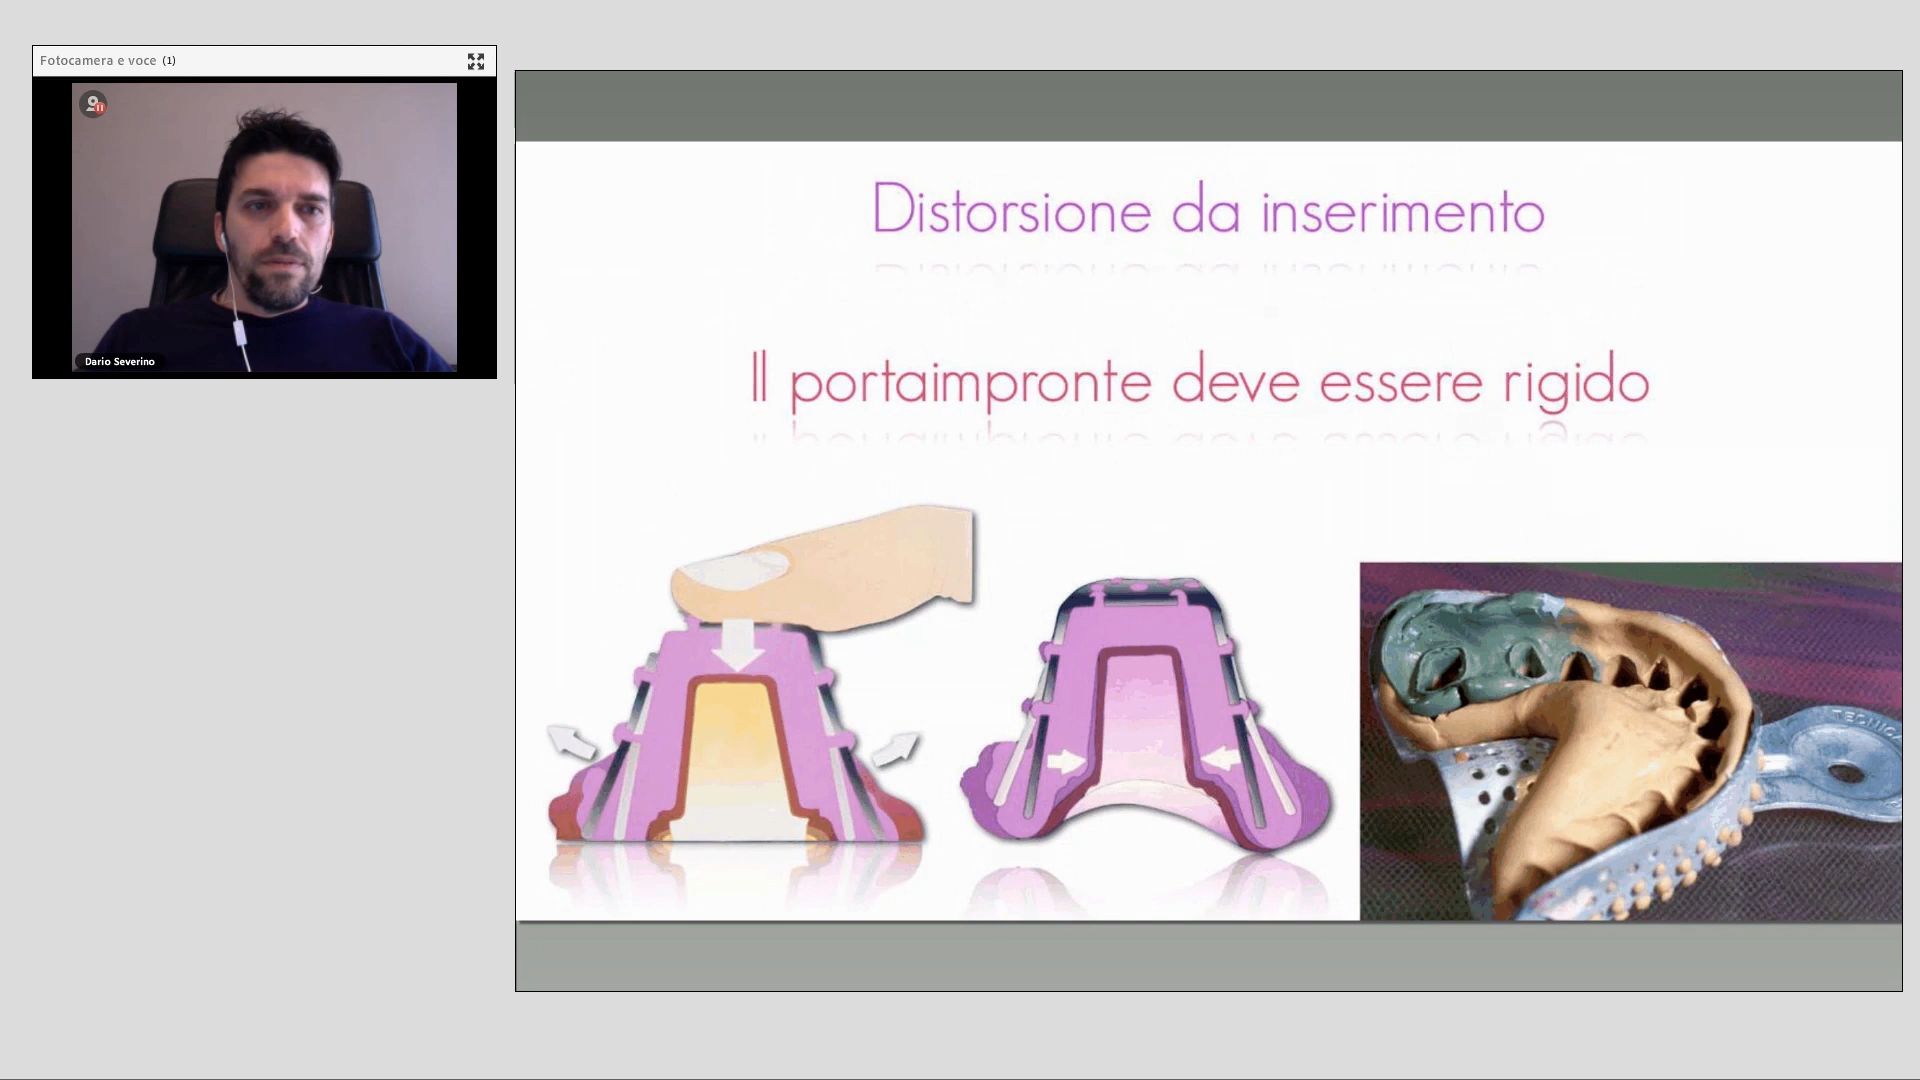 Fotocamera e voce (1)
Dario Severino
Distorsione da inserimento
Il portaimpronte deve essere rigido